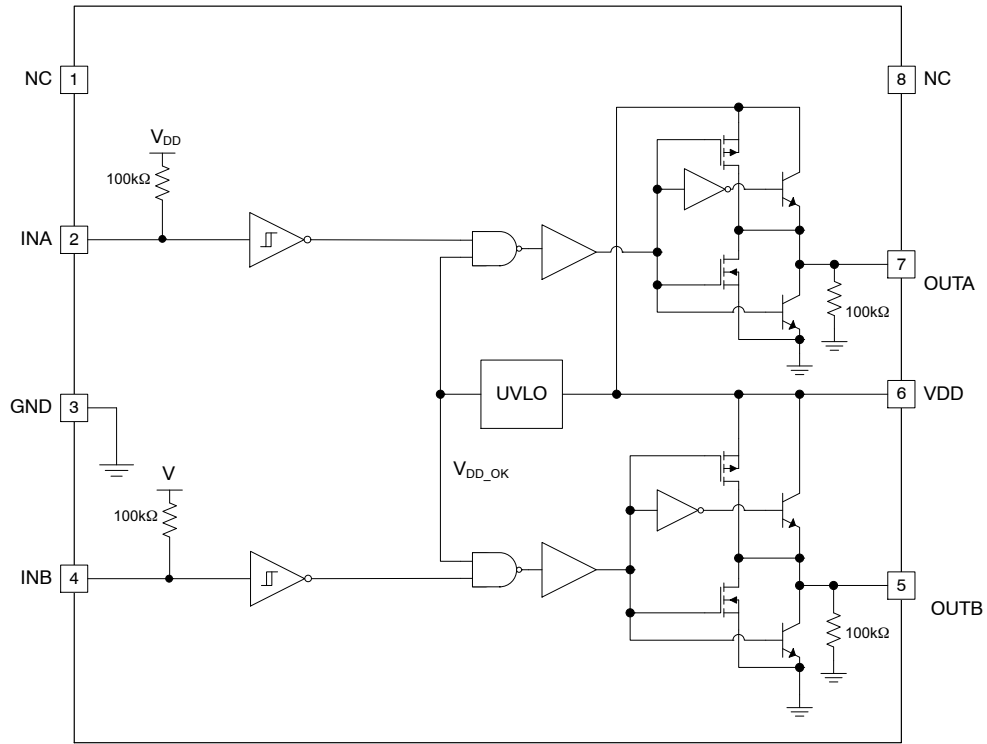 NC 1
8 NC
VDD
100kΩ
INA 2
7
OUTA
100kΩ
GND 3
UVLO
6 VDD
VDD_OK
V
100kΩ
INB 4
5
OUTB
100kΩ